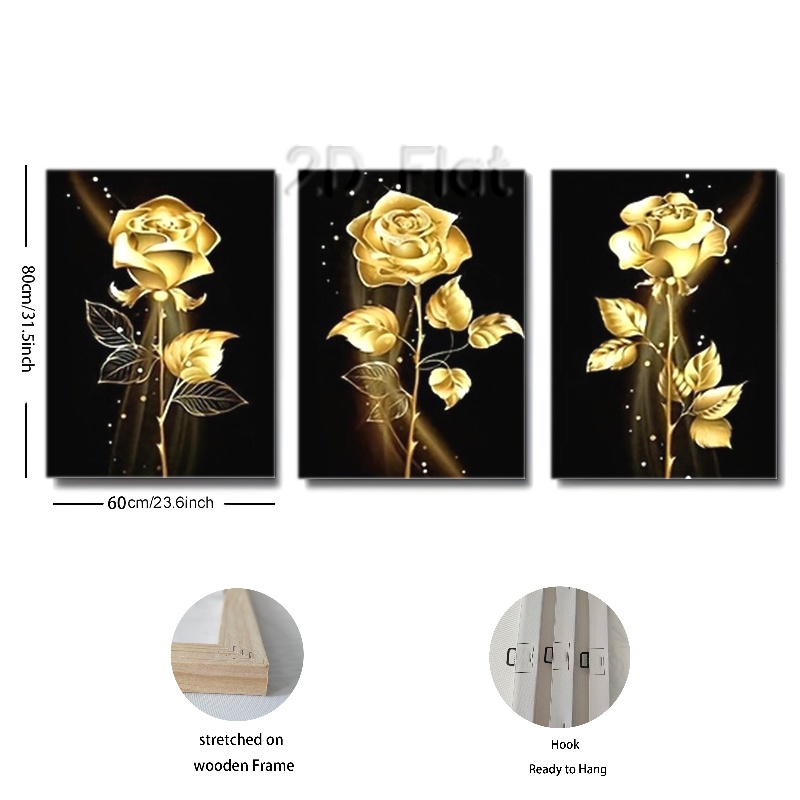 2D Flat
80cm/31.5inch
60cm/23.6inch
stretched on
wooden Frame
Hook
Ready to Hang